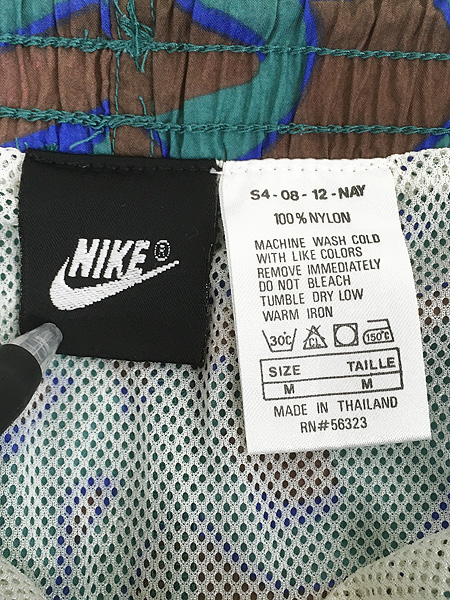 NIKE®
S4-08-12-NAY
100% NYLON
MACHINE WASH COLD
WITH LIKE COLORS
REMOVE IMMEDIATELY
DO NOT BLEACH
TUMBLE DRY LOW
WARM IRON
30C CL 150°C
SIZE TAILLE
M M
MADE IN THAILAND
RN#56323